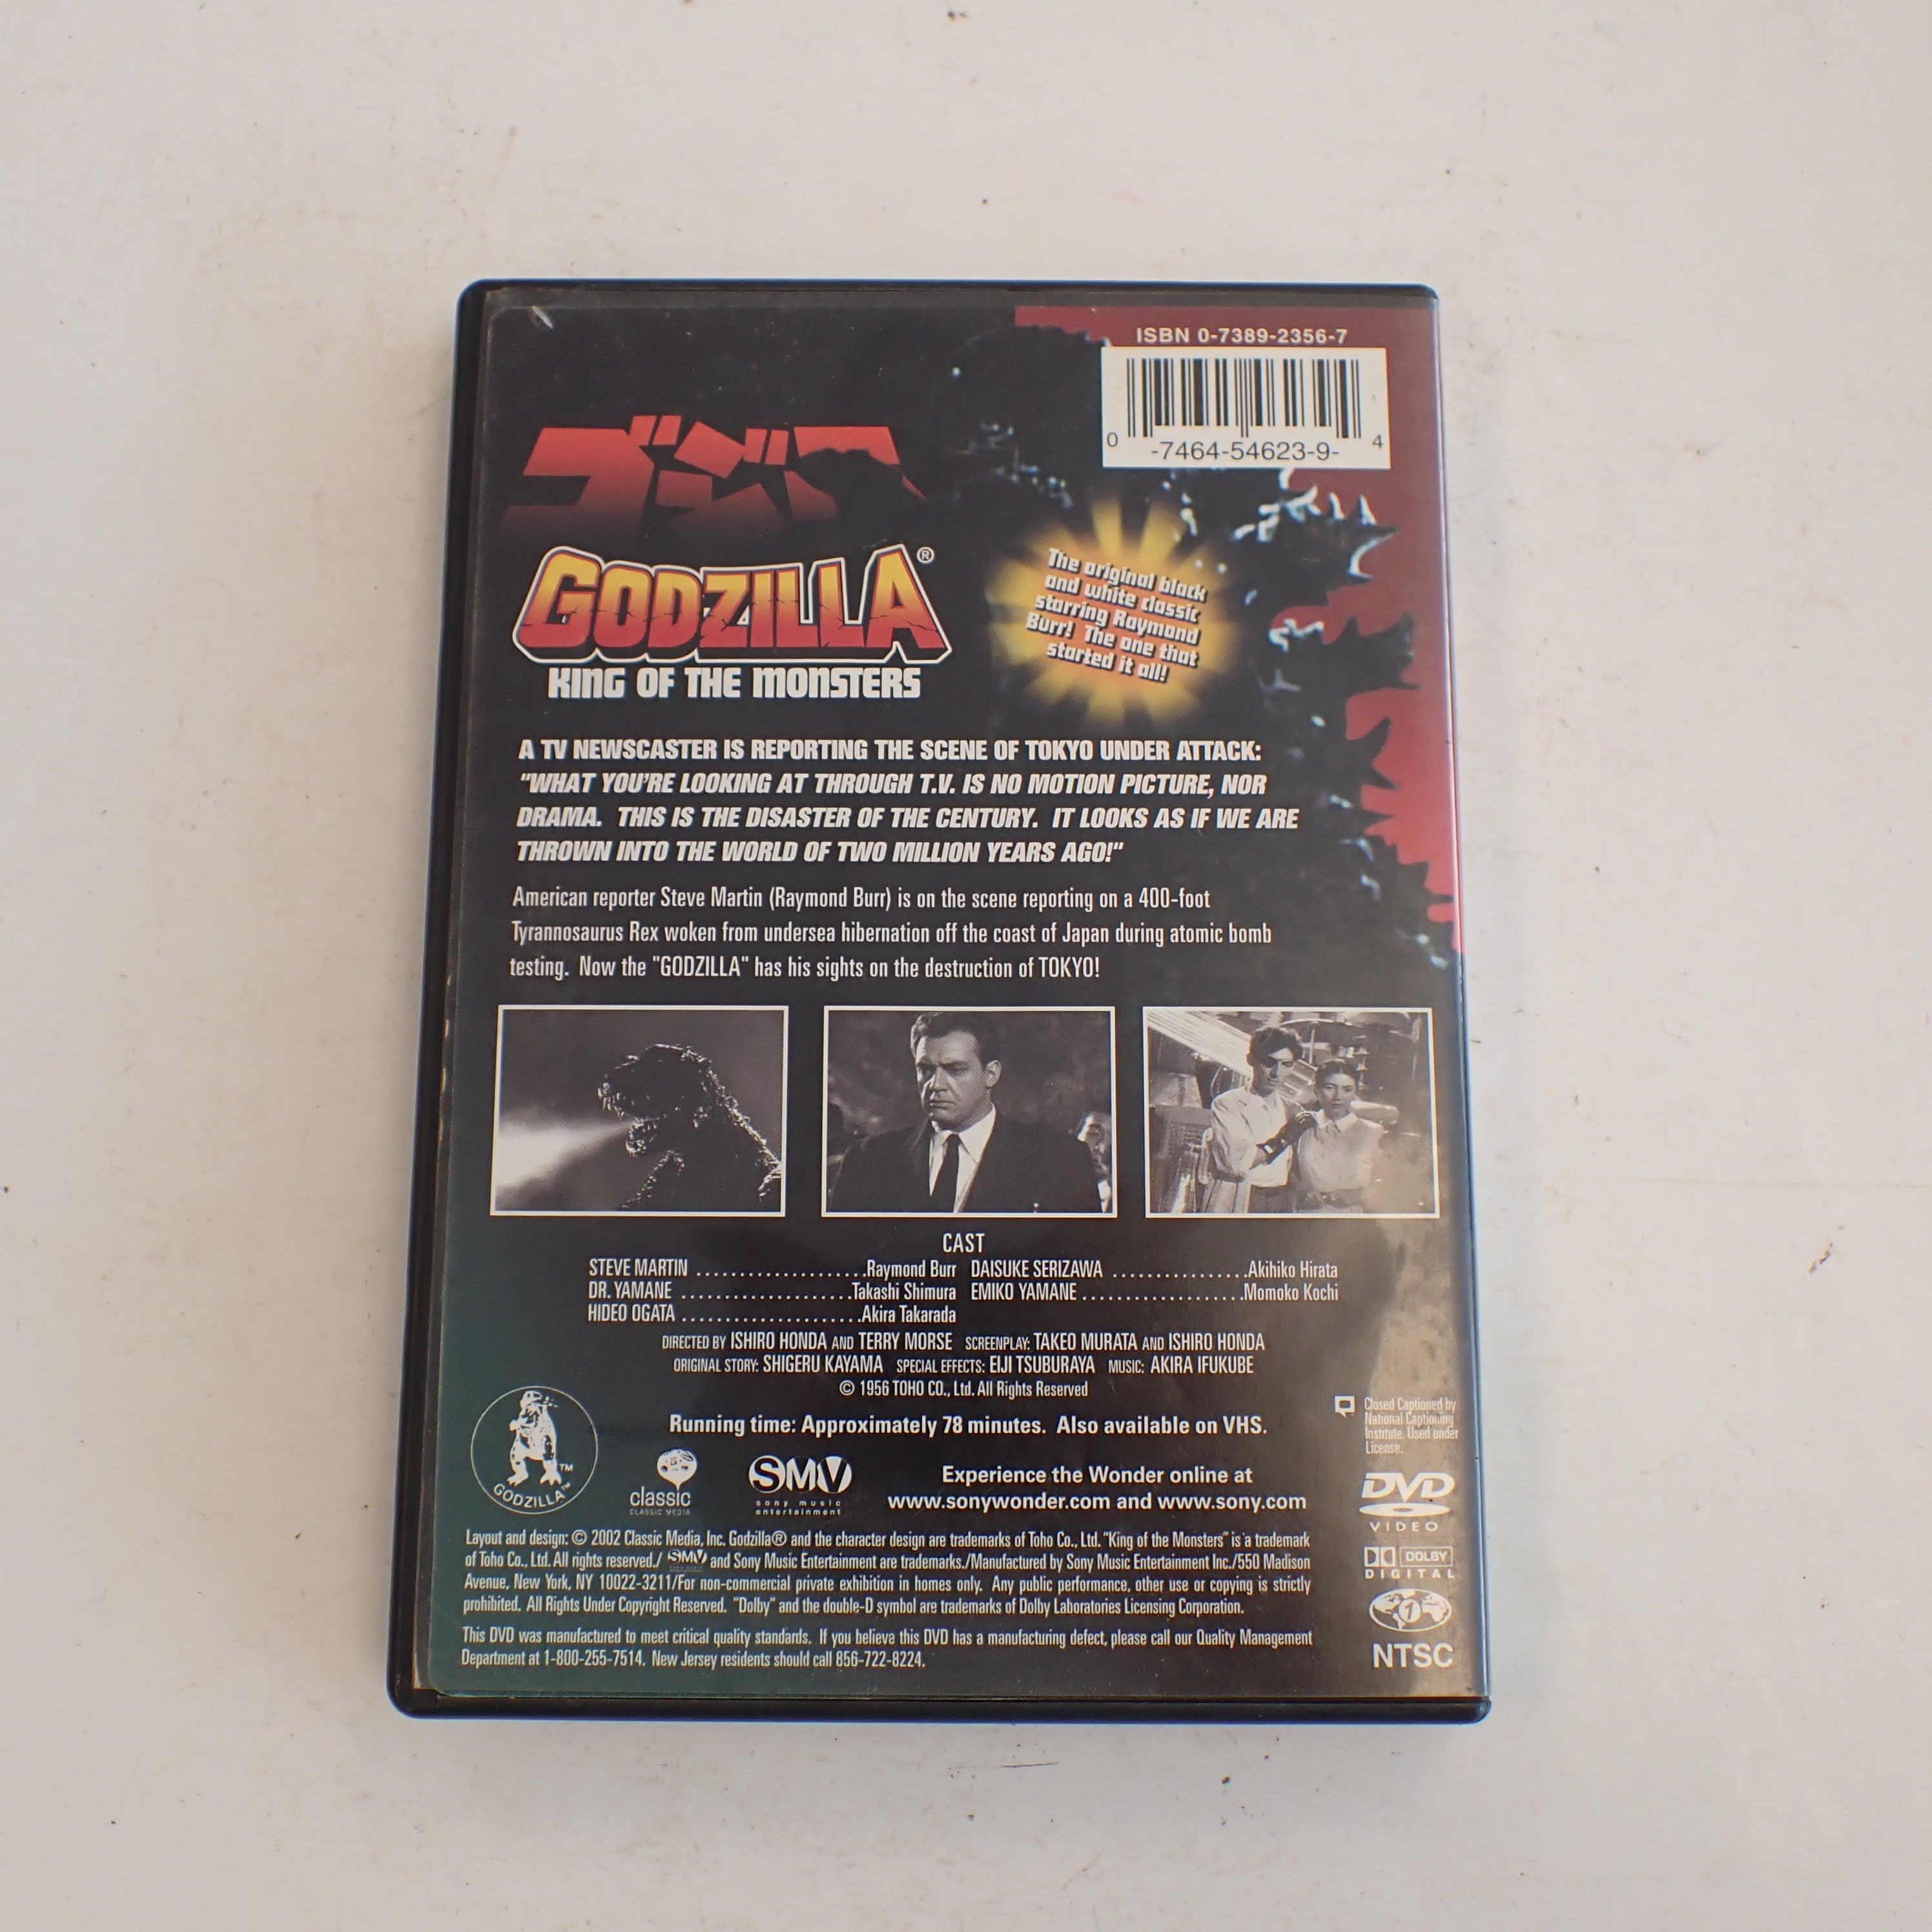 ISBN 0-7389-2356-7
0 -7464-54623-9- 4
ゴジラ
GODZILLA®
KING OF THE MONSTERS
The original black
and white classic
starring Raymond
Burr! The one that
started it all!
A TV NEWSCASTER IS REPORTING THE SCENE OF TOKYO UNDER ATTACK:
"WHAT YOU'RE LOOKING AT THROUGH T.V. IS NO MOTION PICTURE, NOR
DRAMA. THIS IS THE DISASTER OF THE CENTURY. IT LOOKS AS IF WE ARE
THROWN INTO THE WORLD OF TWO MILLION YEARS AGO!"
American reporter Steve Martin (Raymond Burr) is on the scene reporting on a 400-foot
Tyrannosaurus Rex woken from undersea hibernation off the coast of Japan during atomic bomb
testing. Now the "GODZILLA" has his sights on the destruction of TOKYO!
CAST
STEVE MARTIN ....................Raymond Burr DAISUKE SERIZAWA ................Akihiko Hirata
DR. YAMANE ....................Takashi Shimura EMIKO YAMANE ...................Momoko Kochi
HIDEO OGATA .....................Akira Takarada
DIRECTED BY ISHIRO HONDA AND TERRY MORSE SCREENPLAY: TAKEO MURATA AND ISHIRO HONDA
ORIGINAL STORY: SHIGERU KAYAMA SPECIAL EFFECTS: EIJI TSUBURAYA MUSIC: AKIRA IFUKUBE
© 1956 TOHO CO., Ltd. All Rights Reserved
Running time: Approximately 78 minutes. Also available on VHS.
Closed Captioned by
National Captioning
Institute. Used under
License.
TM
GODZILLA™
classic
CLASSIC MEDIA
SMV
sony music
entertainment
Experience the Wonder online at
www.sonywonder.com and www.sony.com
DVD
VIDEO
DOLBY
DIGITAL
1
NTSC
Layout and design: © 2002 Classic Media, Inc. Godzilla® and the character design are trademarks of Toho Co., Ltd. "King of the Monsters" is a trademark
of Toho Co., Ltd. All rights reserved./ SMV and Sony Music Entertainment are trademarks./Manufactured by Sony Music Entertainment Inc./550 Madison
Avenue, New York, NY 10022-3211/For non-commercial private exhibition in homes only. Any public performance, other use or copying is strictly
prohibited. All Rights Under Copyright Reserved. "Dolby" and the double-D symbol are trademarks of Dolby Laboratories Licensing Corporation.
This DVD was manufactured to meet critical quality standards. If you believe this DVD has a manufacturing defect, please call our Quality Management
Department at 1-800-255-7514. New Jersey residents should call 856-722-8224.